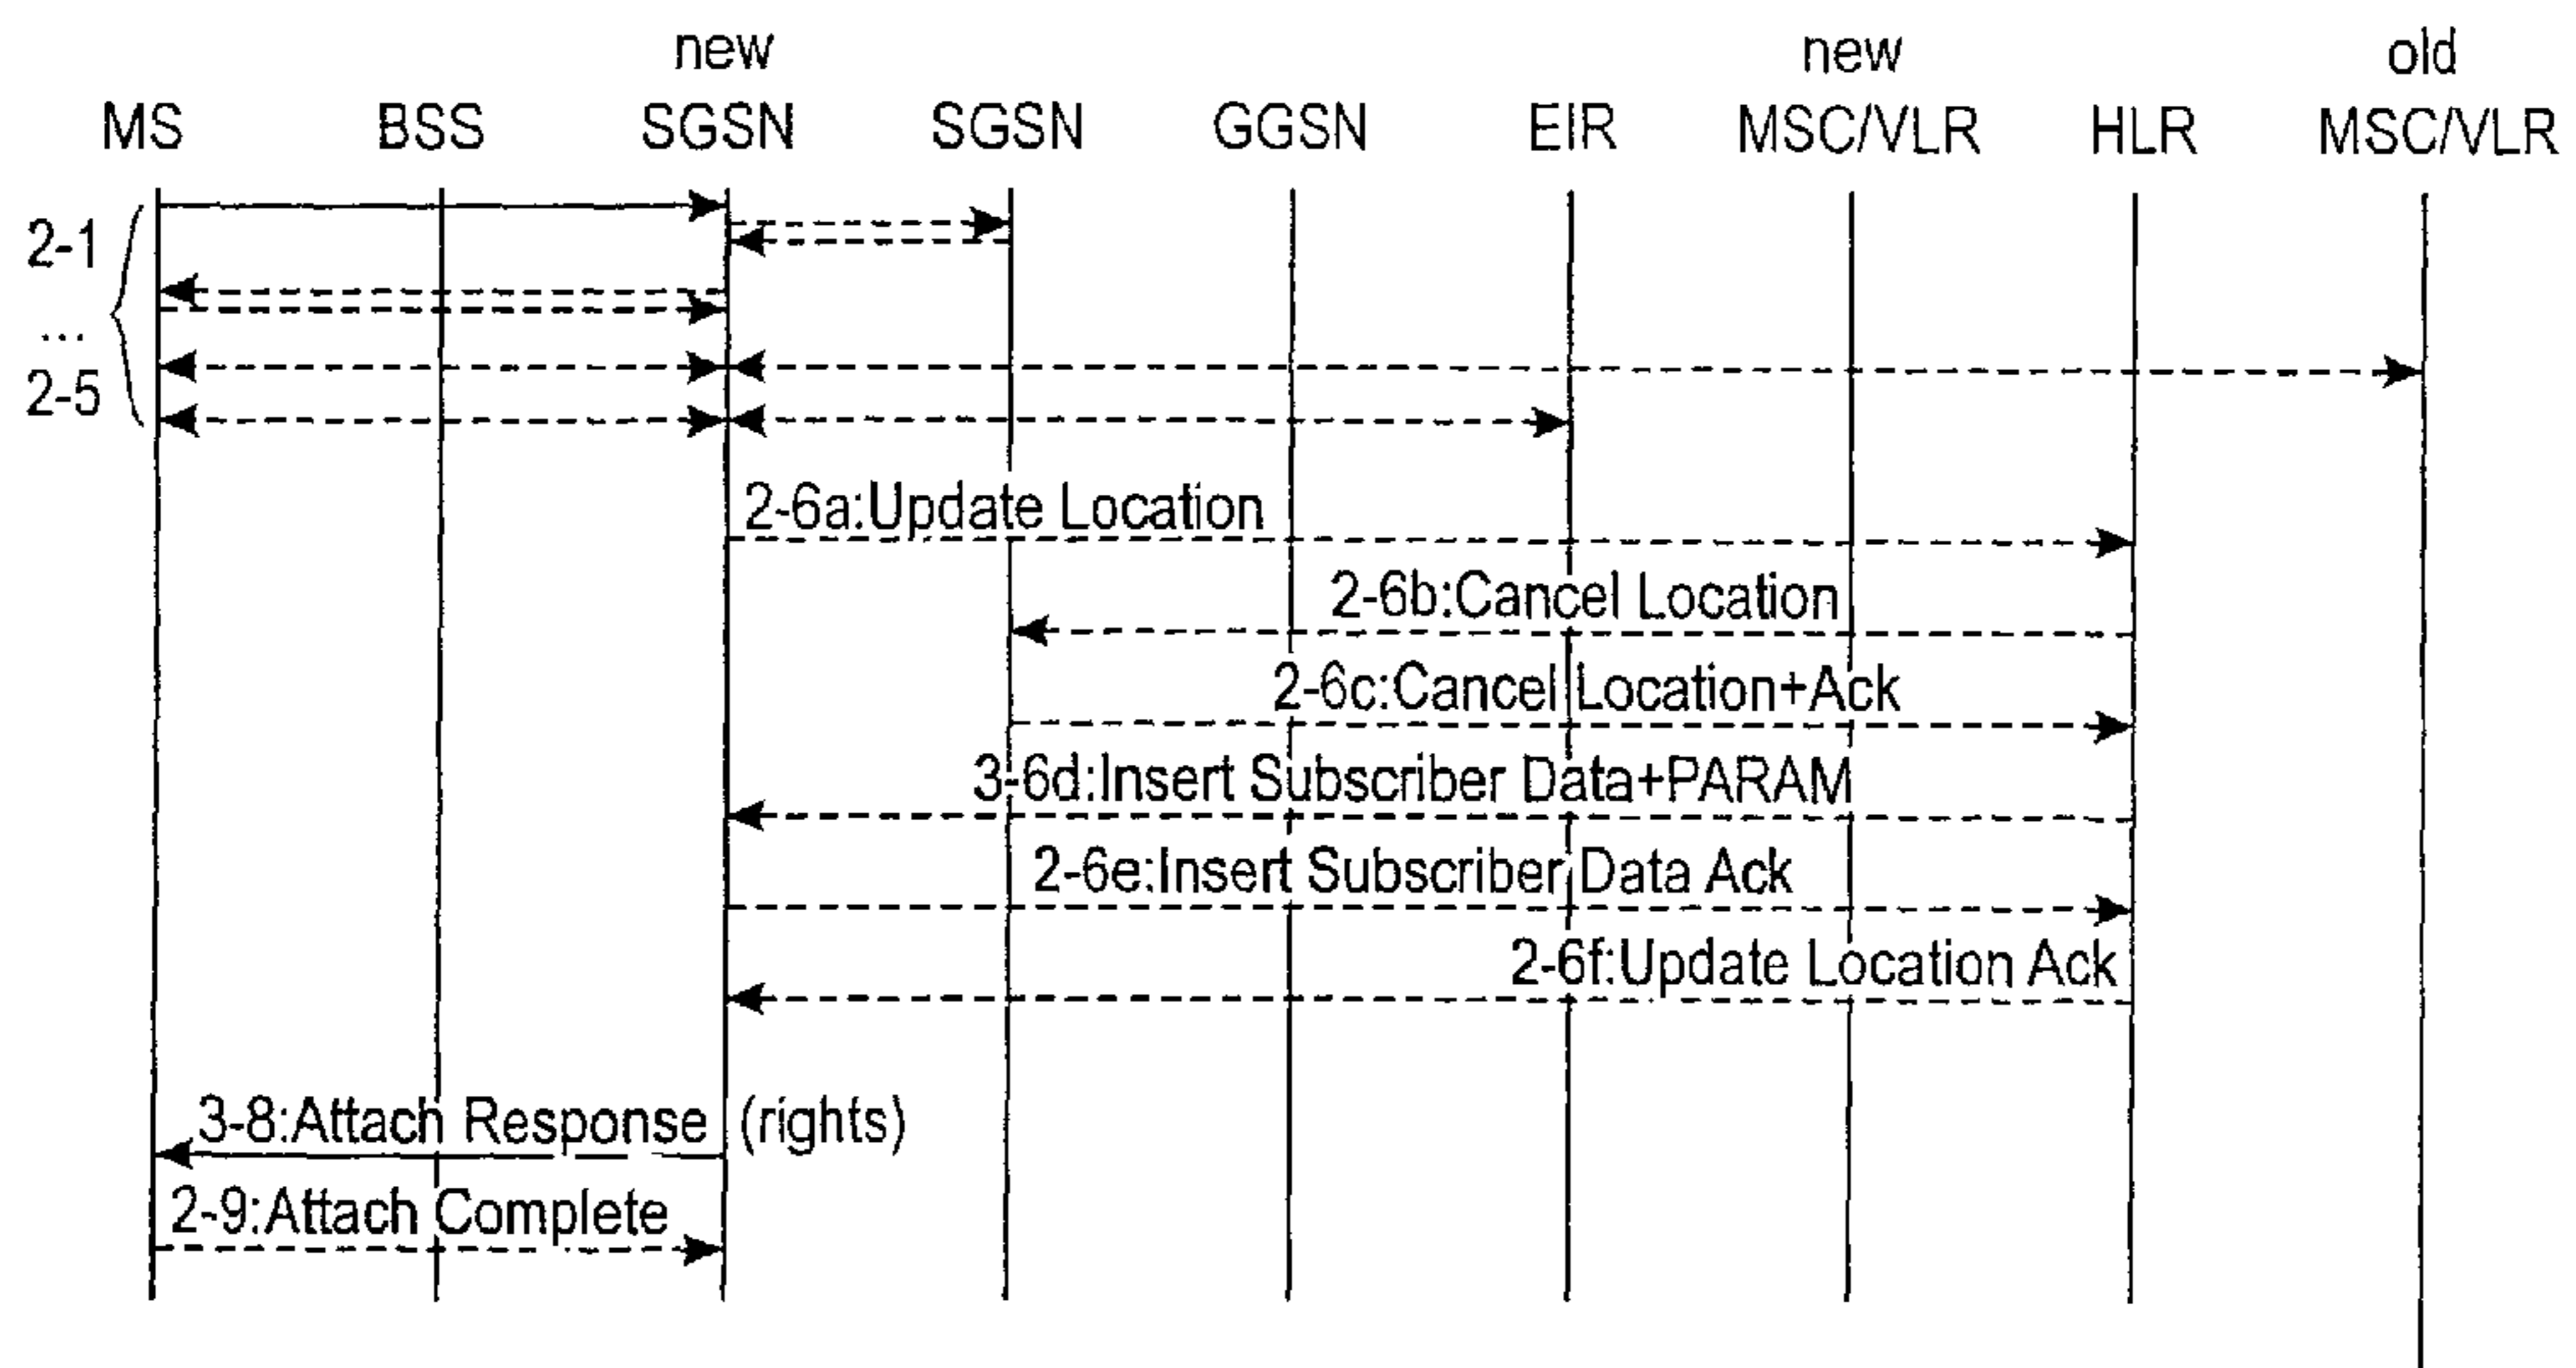 new
new
old
MS BSS SGSN SGSN GGSN EIR MSC/VLR HLR MSC/VLR
2-1
...
2-5
2-6a:Update Location
2-6b:Cancel Location
2-6c:Cancel Location+Ack
3-6d:Insert Subscriber Data+PARAM
2-6e:Insert Subscriber Data Ack
2-6f:Update Location Ack
3-8:Attach Response (rights)
2-9:Attach Complete